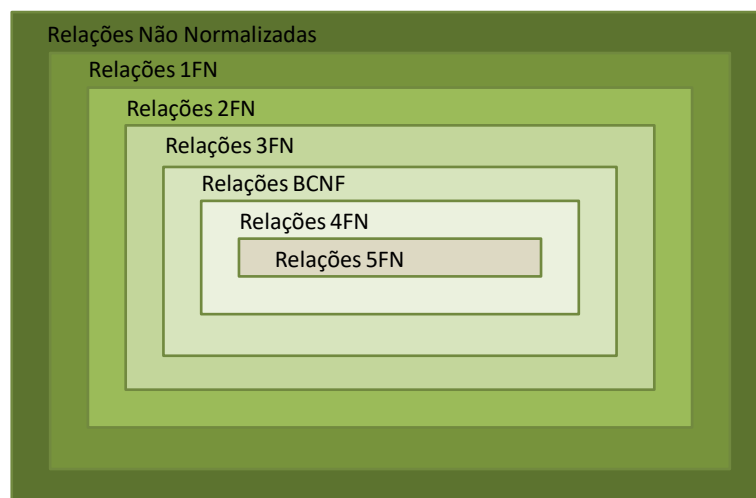 Relações Não Normalizadas
Relações 1FN
Relações 2FN
Relações 3FN
Relações BCNF
Relações 4FN
Relações 5FN